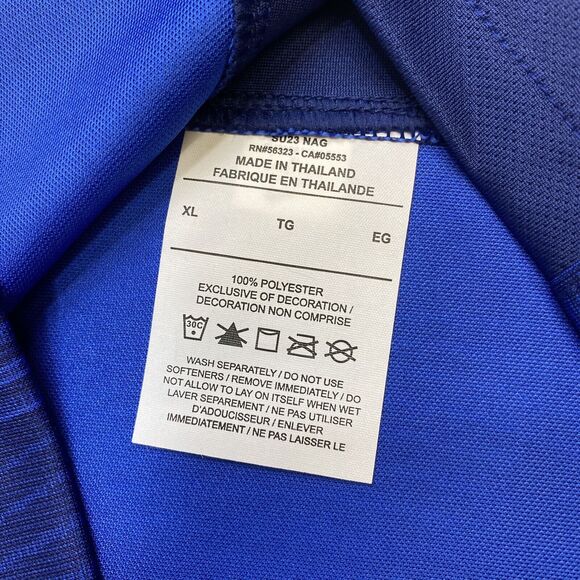 SU23 NAG
RN#56323 - CA#05553
MADE IN THAILAND
FABRIQUE EN THAILANDE
XL TG EG
100% POLYESTER
EXCLUSIVE OF DECORATION /
DECORATION NON COMPRISE
30C
WASH SEPARATELY / DO NOT USE
SOFTENERS / REMOVE IMMEDIATELY / DO
NOT ALLOW TO LAY ON ITSELF WHEN WET
LAVER SEPAREMENT / NE PAS UTILISER
D'ADOUCISSEUR / ENLEVER
IMMEDIATEMENT / NE PAS LAISSER LE